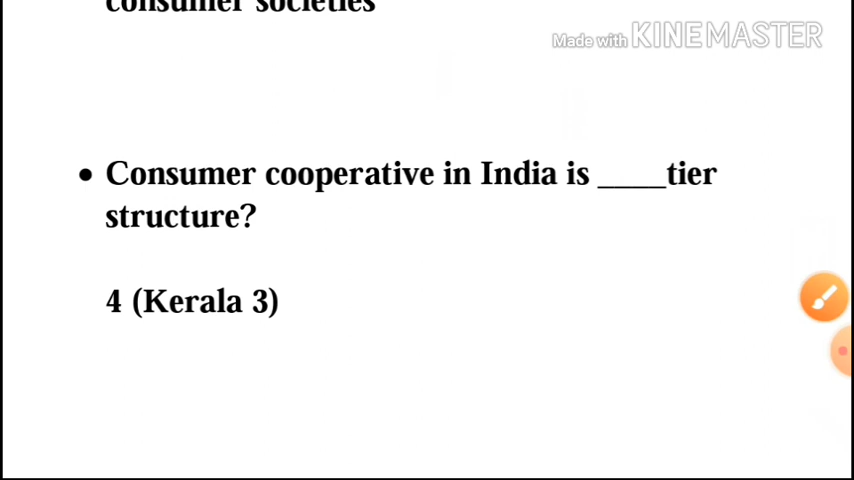 consumer societies
Made with KINEMASTER
• Consumer cooperative in India is ____tier
structure?
4 (Kerala 3)